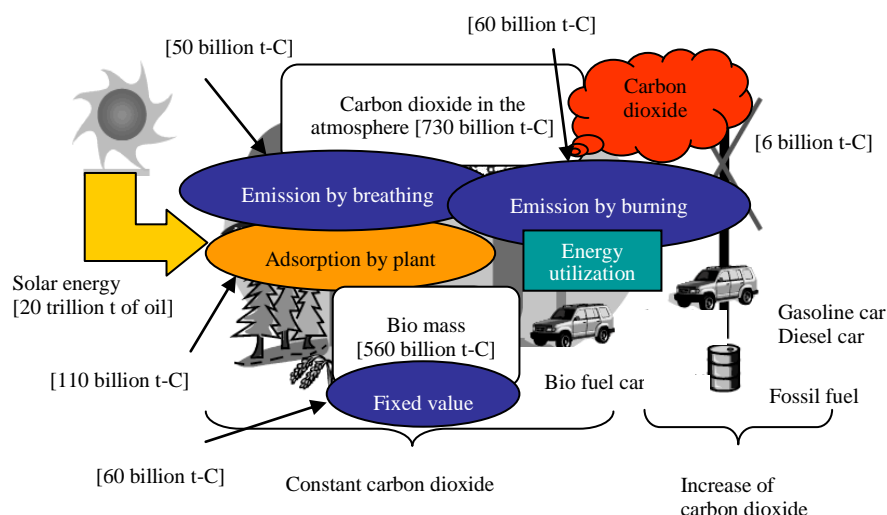 [60 billion t-C]
[50 billion t-C]
Carbon
dioxide
Carbon dioxide in the
atmosphere [730 billion t-C]
[6 billion t-C]
Emission by breathing
Emission by burning
Adsorption by plant
Energy
utilization
Solar energy
[20 trillion t of oil]
Gasoline car
Diesel car
Bio mass
[560 billion t-C]
[110 billion t-C]
Bio fuel car
Fixed value
Fossil fuel
[60 billion t-C]
Constant carbon dioxide
Increase of
carbon dioxide